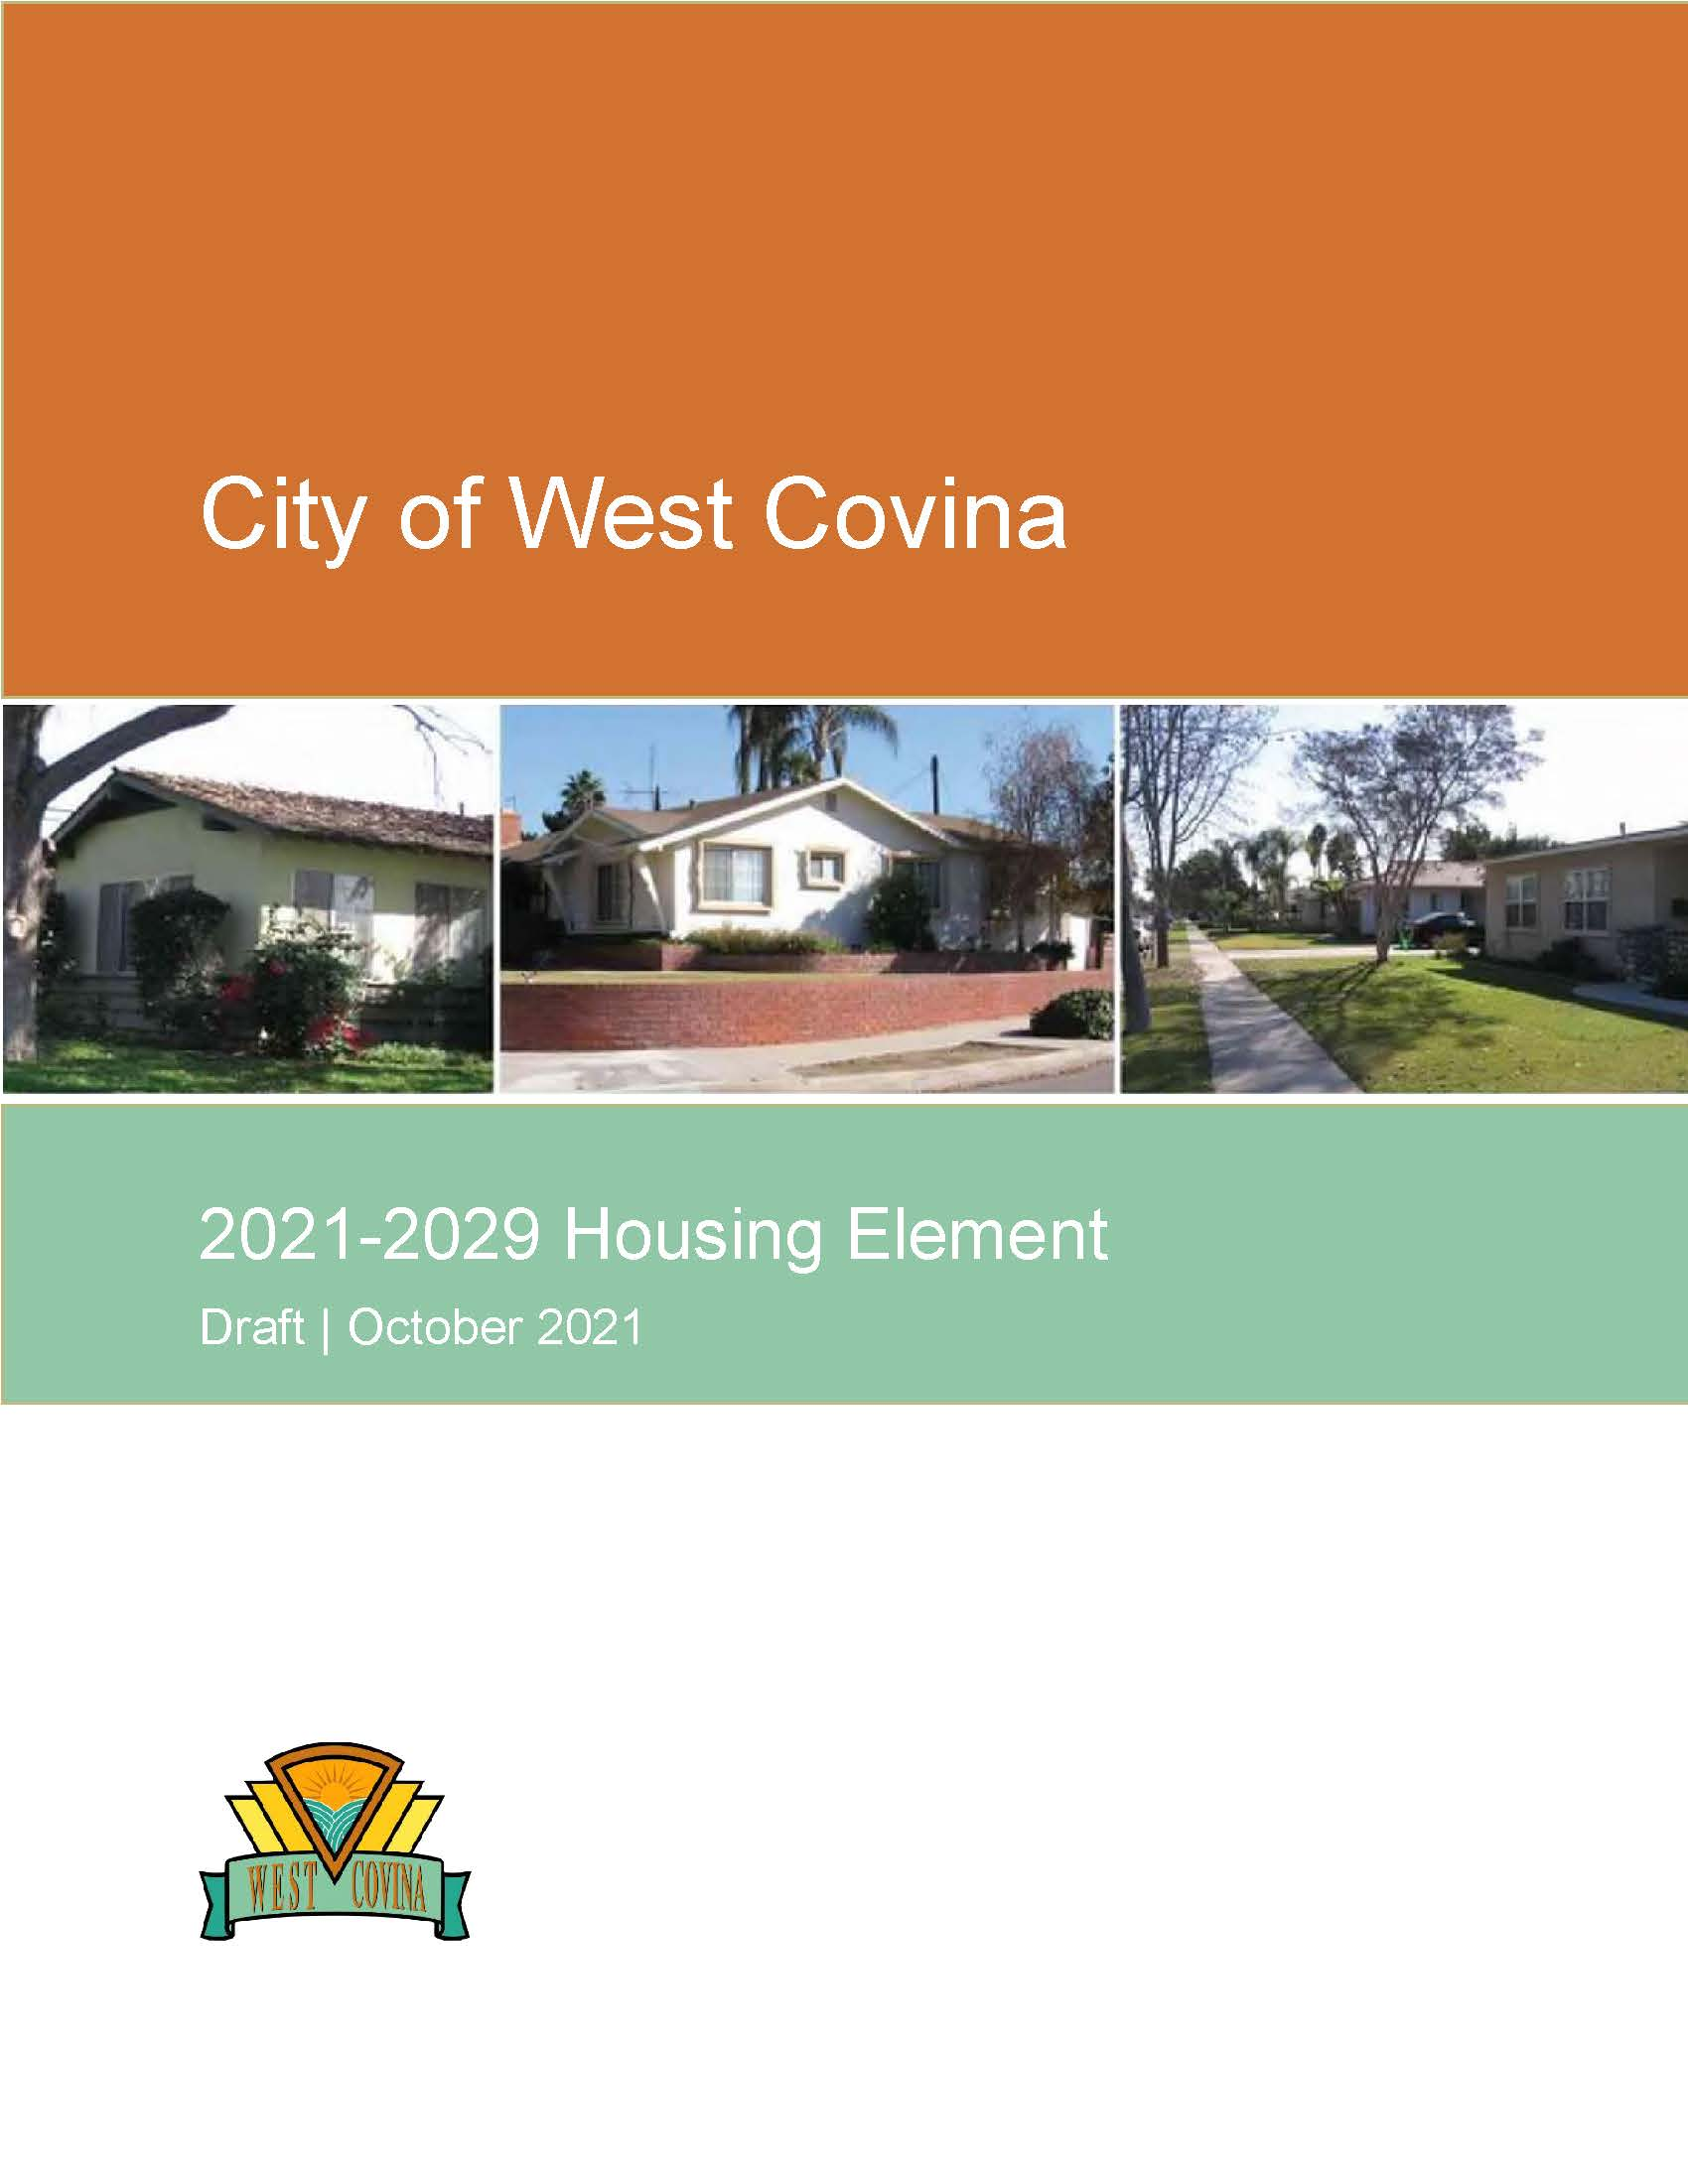 City of West Covina
2021-2029 Housing Element
Draft | October 2021
WEST COVINA